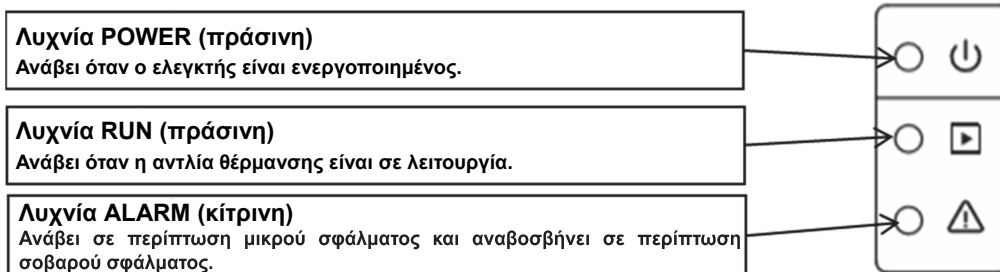 Λυχνία POWER (πράσινη)
Ανάβει όταν ο ελεγκτής είναι ενεργοποιημένος.
Λυχνία RUN (πράσινη)
Ανάβει όταν η αντλία θέρμανσης είναι σε λειτουργία.
Λυχνία ALARM (κίτρινη)
Ανάβει σε περίπτωση μικρού σφάλματος και αναβοσβήνει σε περίπτωση
σοβαρού σφάλματος.